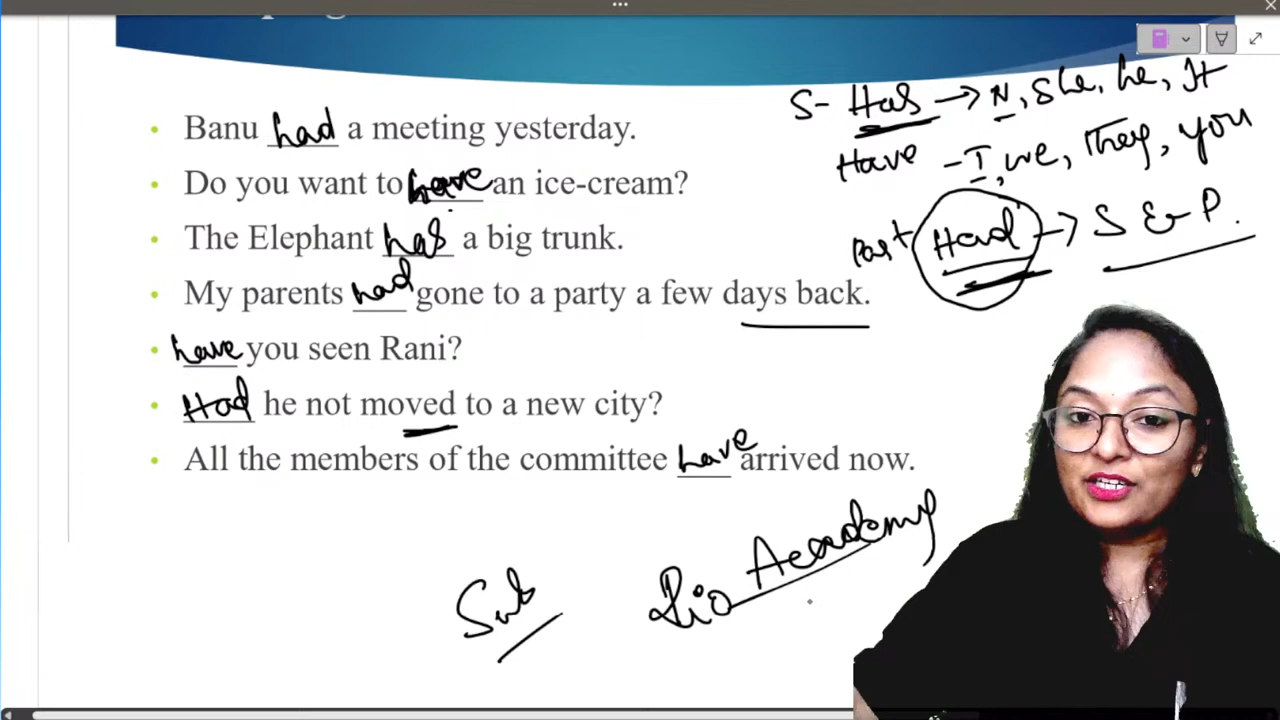 S- Has → N, she, he, It
Have - I, we, They, you
Past Had → S & P.
• Banu had a meeting yesterday.
• Do you want to have an ice-cream?
• The Elephant has a big trunk.
• My parents had gone to a party a few days back.
• have you seen Rani?
• Had he not moved to a new city?
• All the members of the committee have arrived now.
Sub
Rio Academy